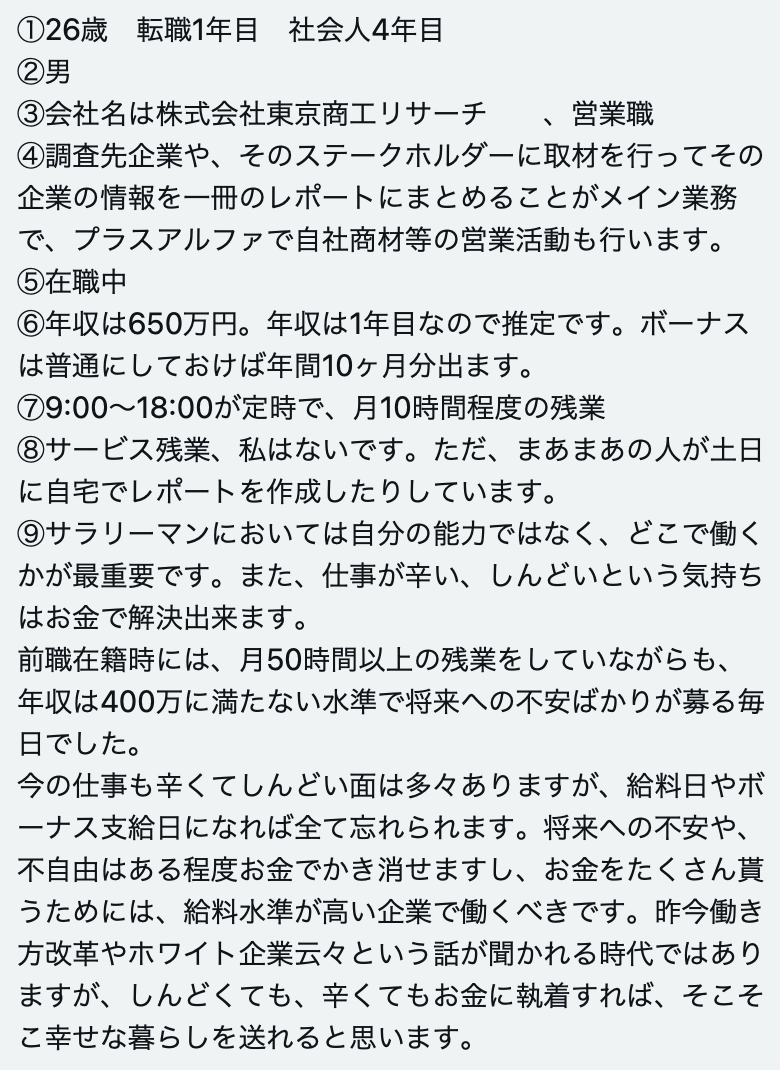 ①26歳　転職1年目　社会人4年目
②男
③会社名は株式会社東京商工リサーチ　　、営業職
④調査先企業や、そのステークホルダーに取材を行ってその
企業の情報を一冊のレポートにまとめることがメイン業務
で、プラスアルファで自社商材等の営業活動も行います。
⑤在職中
⑥年収は650万円。年収は1年目なので推定です。ボーナス
は普通にしておけば年間10ヶ月分出ます。
⑦9:00〜18:00が定時で、月10時間程度の残業
⑧サービス残業、私はないです。ただ、まあまあの人が土日
に自宅でレポートを作成したりしています。
⑨サラリーマンにおいては自分の能力ではなく、どこで働く
かが最重要です。また、仕事が辛い、しんどいという気持ち
はお金で解決出来ます。
前職在籍時には、月50時間以上の残業をしていながらも、
年収は400万に満たない水準で将来への不安ばかりが募る毎
日でした。
今の仕事も辛くてしんどい面は多々ありますが、給料日やボ
ーナス支給日になれば全て忘れられます。将来への不安や、
不自由はある程度お金でかき消せますし、お金をたくさん貰
うためには、給料水準が高い企業で働くべきです。昨今働き
方改革やホワイト企業云々という話が聞かれる時代ではあり
ますが、しんどくても、辛くてもお金に執着すれば、そこそ
こ幸せな暮らしを送れると思います。